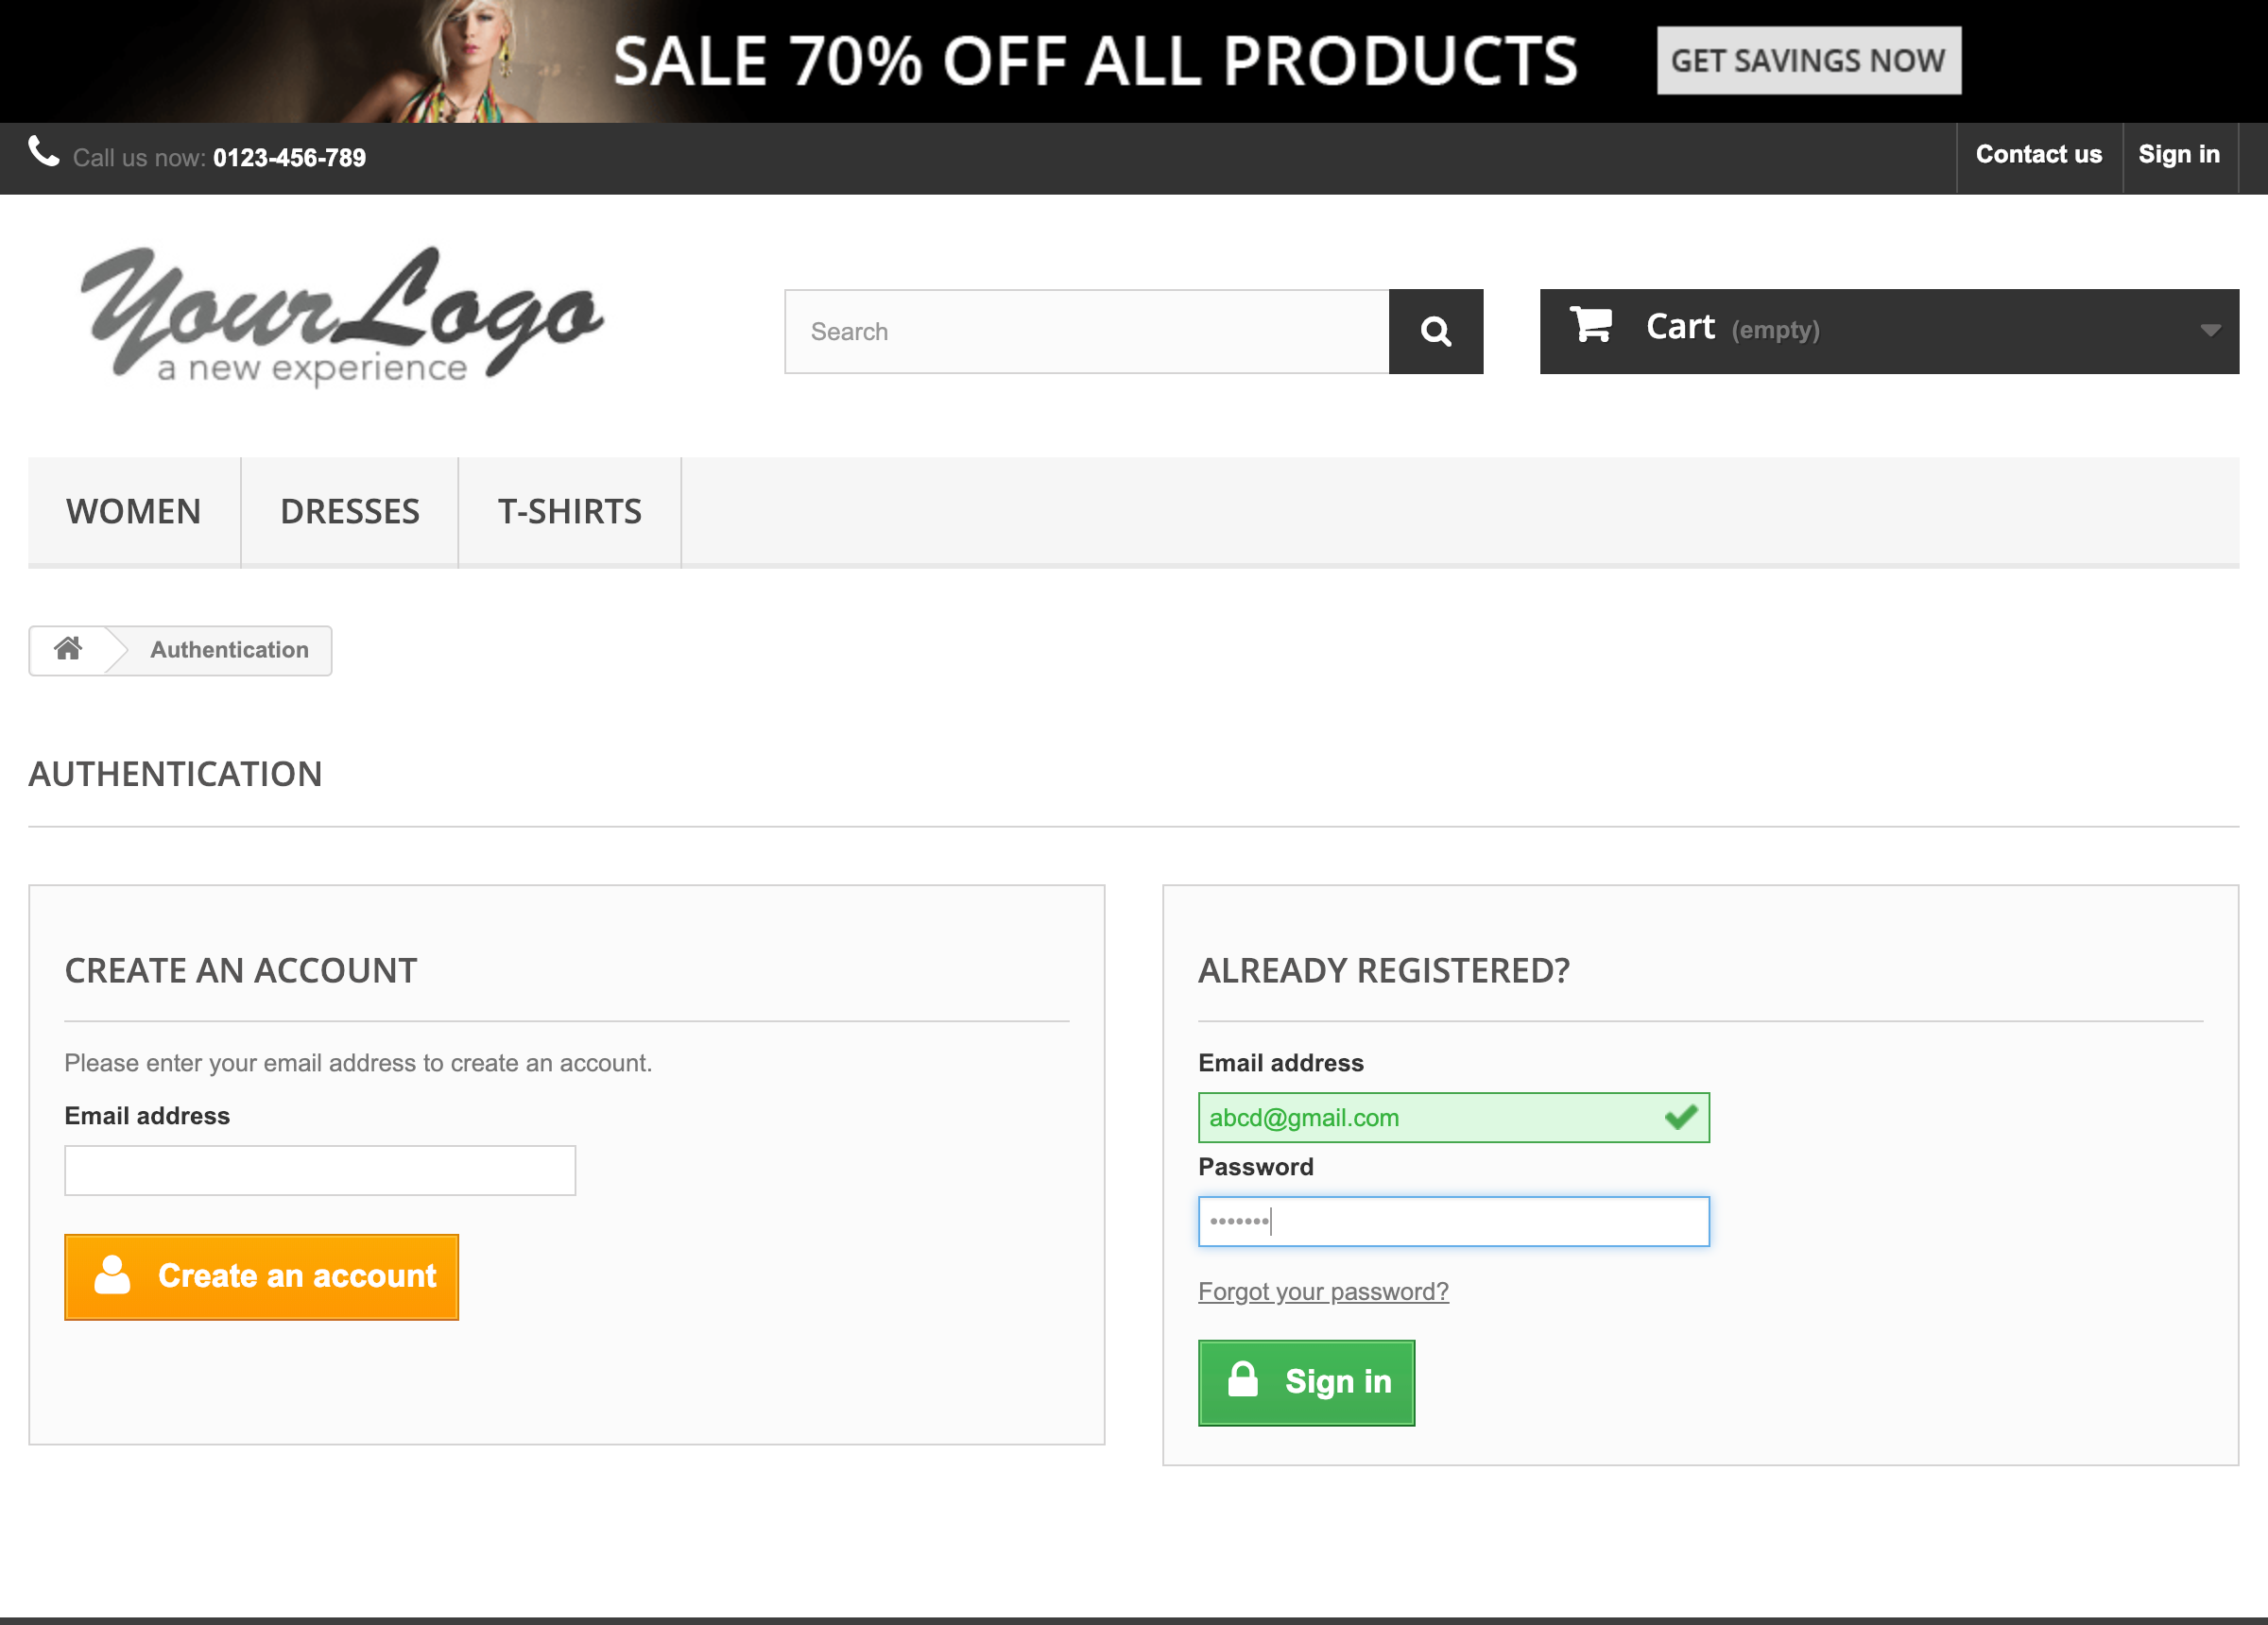 SALE 70% OFF ALL PRODUCTS GET SAVINGS NOW
Call us now: 0123-456-789 Contact us Sign in
Your Logo
a new experience
Search
Cart (empty)
WOMEN DRESSES T-SHIRTS
Authentication
AUTHENTICATION
CREATE AN ACCOUNT
Please enter your email address to create an account.
Email address
Create an account
ALREADY REGISTERED?
Email address
abcd@gmail.com
Password
•••••••
Forgot your password?
Sign in